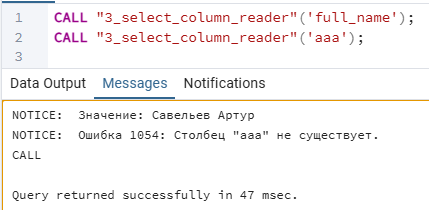 1 CALL "3_select_column_reader"('full_name');
2 CALL "3_select_column_reader"('aaa');
3
Data Output Messages Notifications
NOTICE: Значение: Савельев Артур
NOTICE: Ошибка 1054: Столбец "aaa" не существует.
CALL
Query returned successfully in 47 msec.